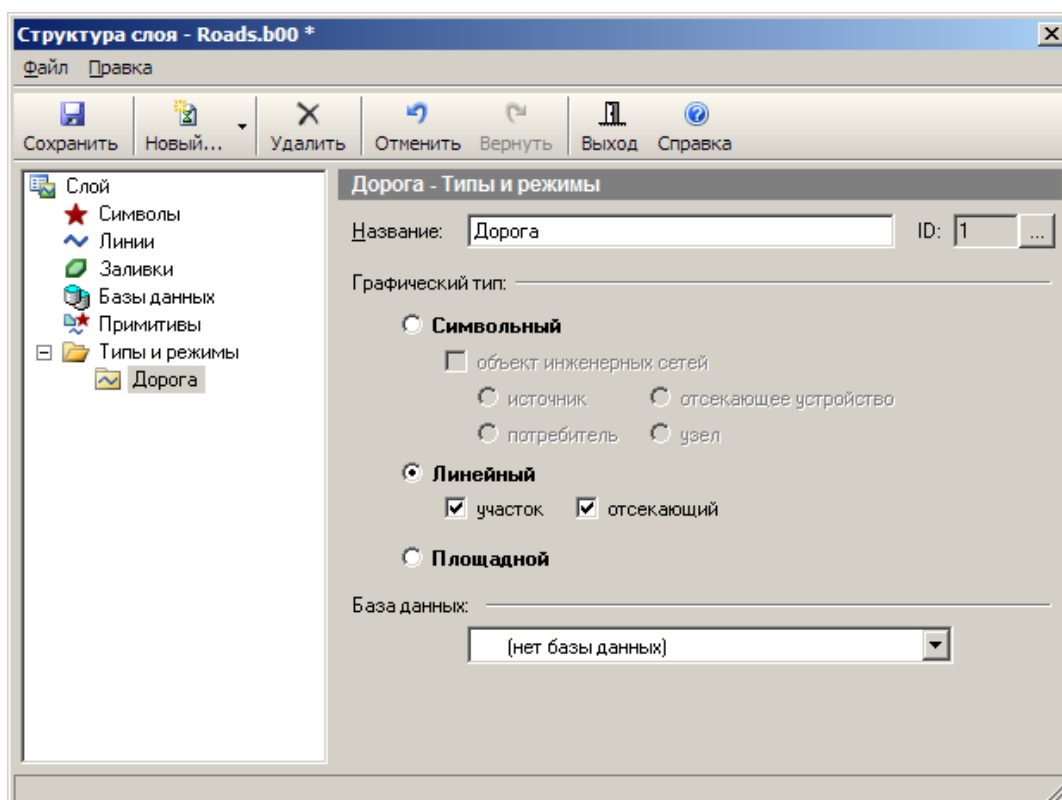 Структура слоя - Roads.b00 *
Файл Правка
Сохранить Новый... Удалить Отменить Вернуть Выход Справка
Слой
Символы
Линии
Заливки
Базы данных
Примитивы
Типы и режимы
Дорога
Дорога - Типы и режимы
Название: Дорога ID: 1 ...
Графический тип:
Символьный
объект инженерных сетей
источник отсекающее устройство
потребитель узел
Линейный
участок отсекающий
Площадной
База данных:
(нет базы данных)